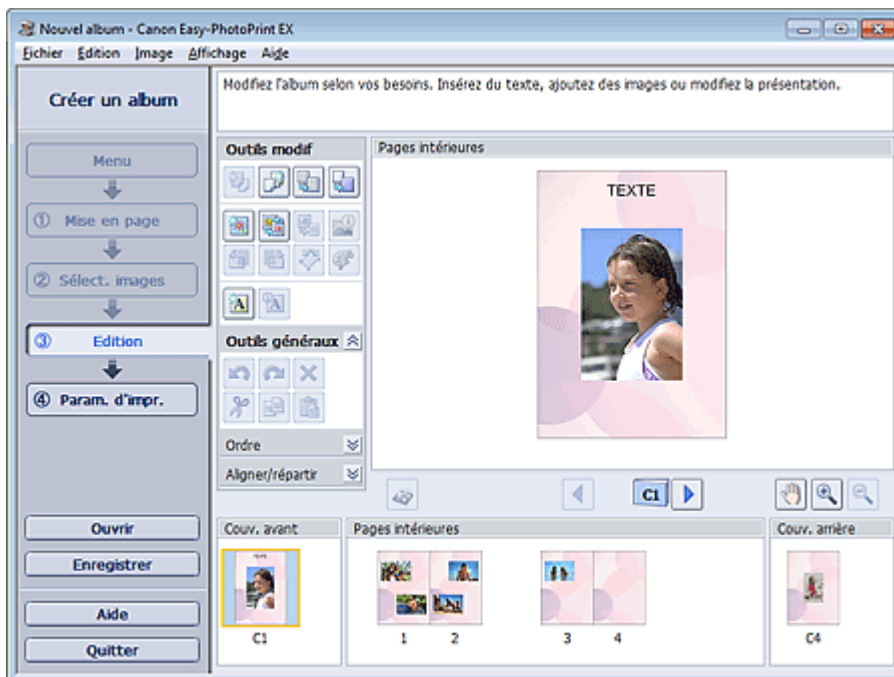 Nouvel album - Canon Easy-PhotoPrint EX
Fichier Edition Image Affichage Aide
Créer un album
Modifiez l'album selon vos besoins. Insérez du texte, ajoutez des images ou modifiez la présentation.
Menu
① Mise en page
② Sélect. images
③ Edition
④ Param. d'impr.
Ouvrir
Enregistrer
Aide
Quitter
Outils modif
A A
Outils généraux
Ordre
Aligner/répartir
Pages intérieures
TEXTE
C1
Couv. avant
TEXTE
C1
Pages intérieures
1 2 3 4
Couv. arrière
C4